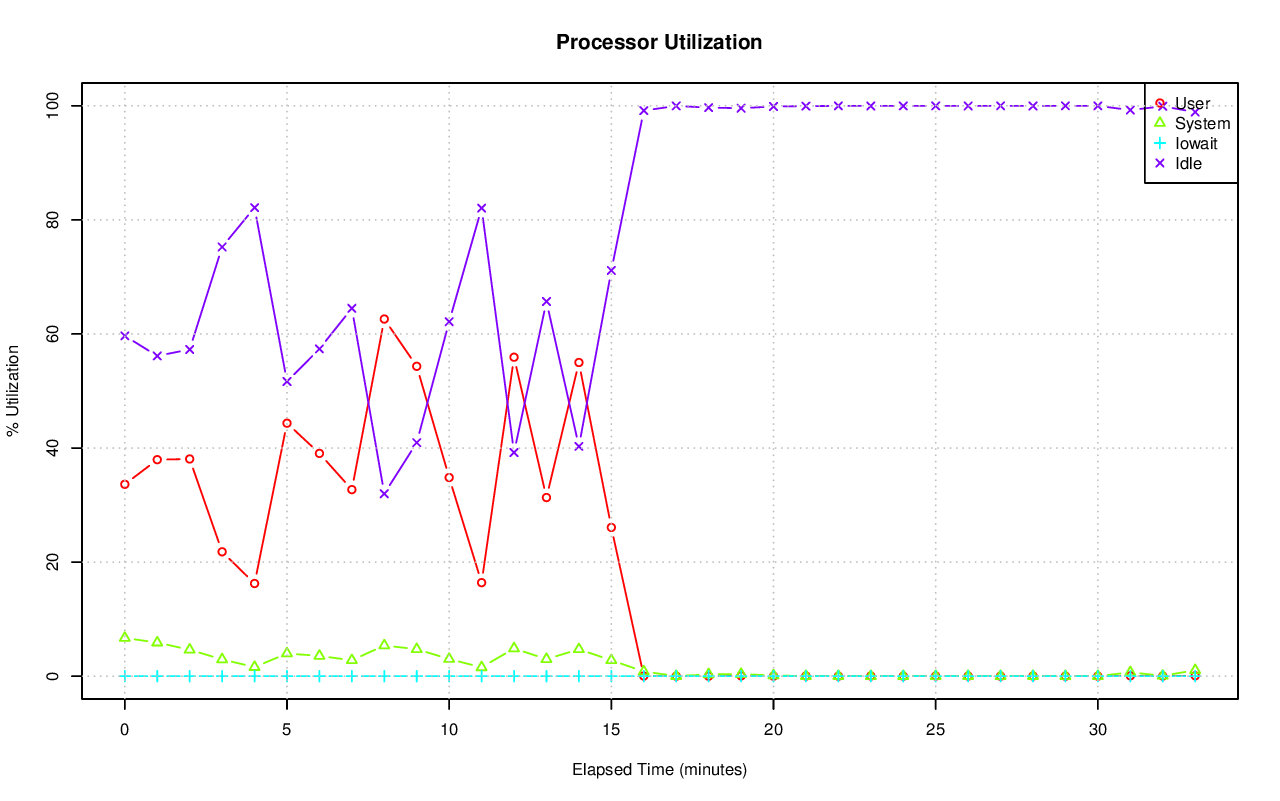 Processor Utilization
% Utilization
100
80
60
40
20
0
User
System
Iowait
Idle
0 5 10 15 20 25 30
Elapsed Time (minutes)